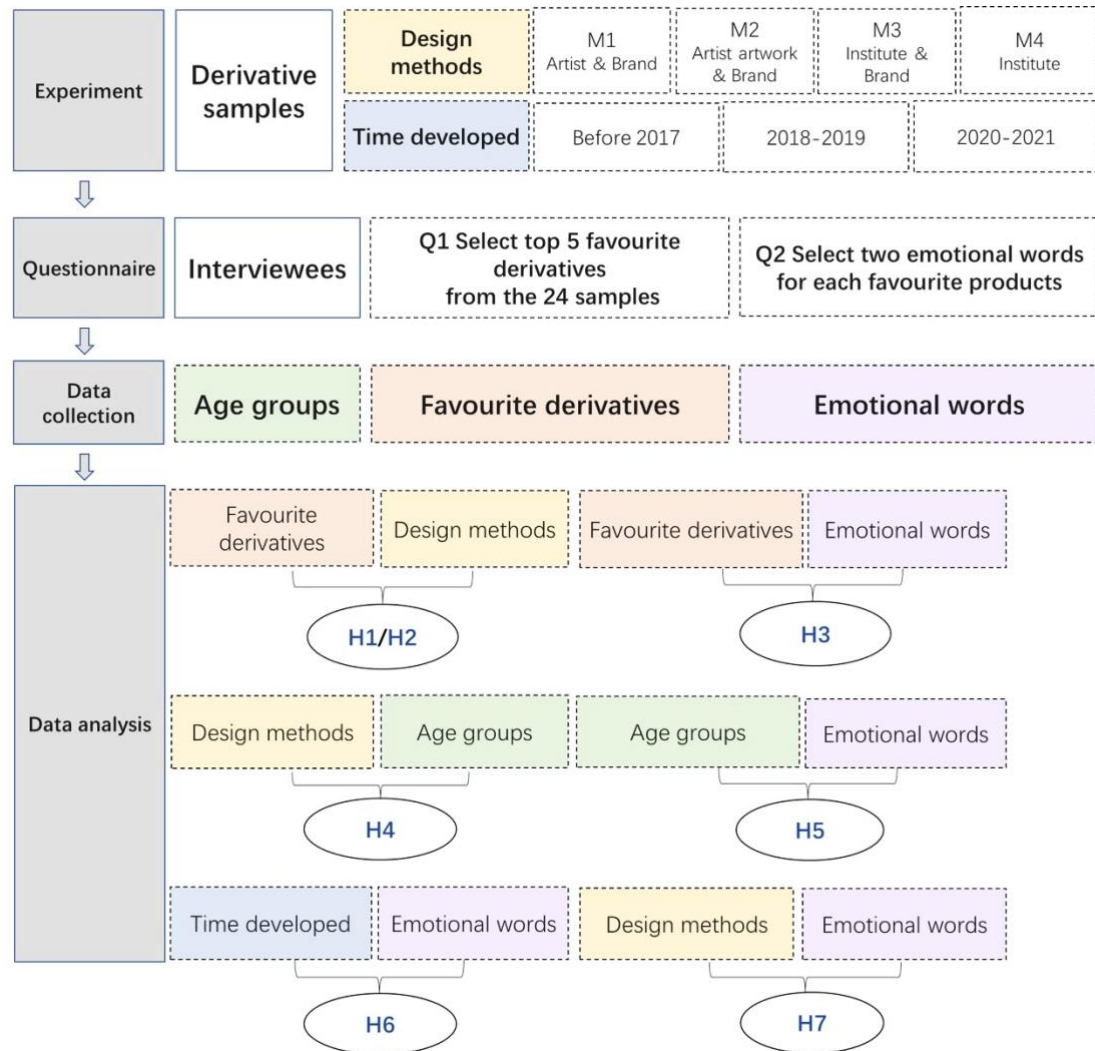 Experiment
Derivative
samples
Design
methods
M1
Artist & Brand
M2
Artist artwork
& Brand
M3
Institute &
Brand
M4
Institute
Time developed
Before 2017
2018-2019
2020-2021
Questionnaire
Interviewees
Q1 Select top 5 favourite
derivatives
from the 24 samples
Q2 Select two emotional words
for each favourite products
Data
collection
Age groups
Favourite derivatives
Emotional words
Data analysis
Favourite
derivatives
Design methods
Favourite derivatives
Emotional words
H1/H2
H3
Design methods
Age groups
Age groups
Emotional words
H4
H5
Time developed
Emotional words
Design methods
Emotional words
H6
H7